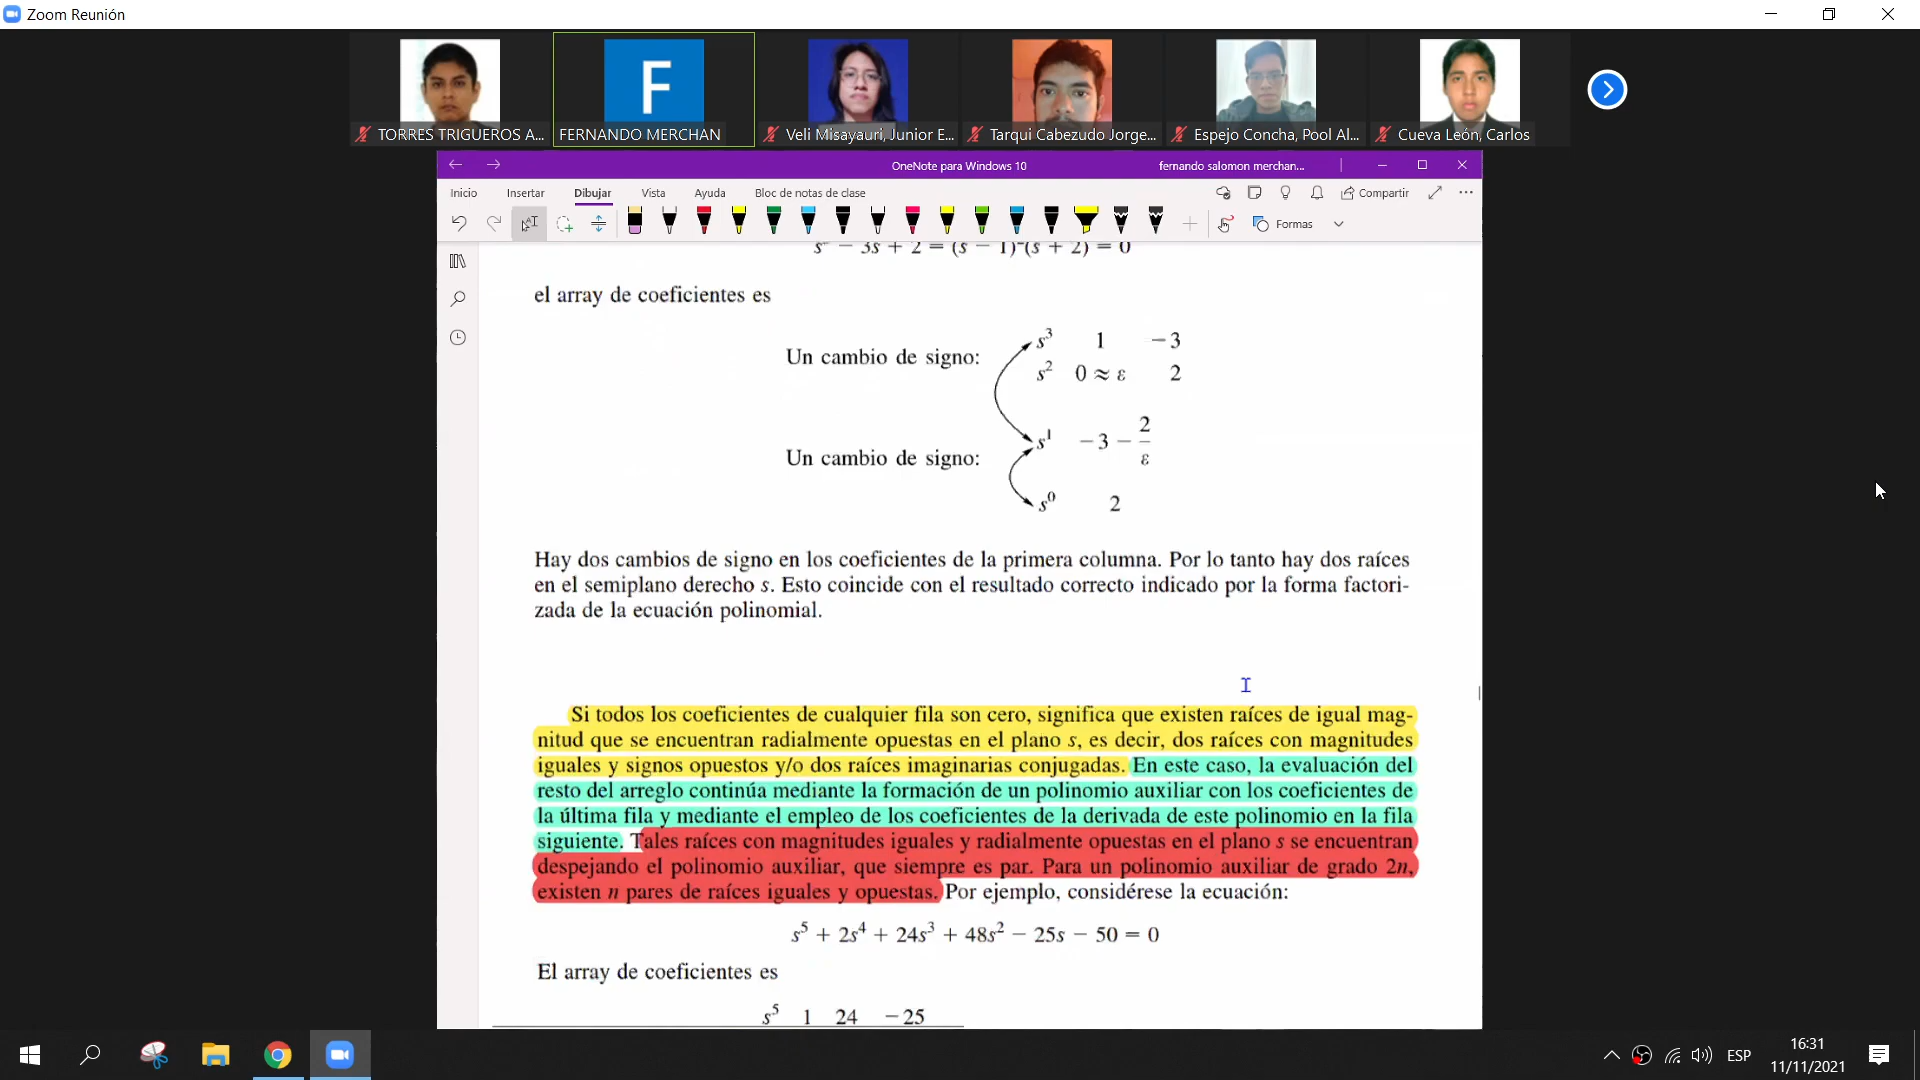 Zoom Reunión
TORRES TRIGUEROS A...
F
FERNANDO MERCHAN
Veli Misayauri, Junior E...
Tarqui Cabezudo Jorge...
Espejo Concha, Pool Al...
Cueva León, Carlos
OneNote para Windows 10
fernando salomon merchan...
Inicio Insertar Dibujar Vista Ayuda Bloc de notas de clase
Compartir
Formas
s³ − 3s + 2 = (s − 1)²(s + 2) = 0
el array de coeficientes es
s³ 1 −3
Un cambio de signo:
s² 0 ≈ ε 2
s¹ −3 − 2/ε
Un cambio de signo:
s⁰ 2
Hay dos cambios de signo en los coeficientes de la primera columna. Por lo tanto hay dos raíces
en el semiplano derecho s. Esto coincide con el resultado correcto indicado por la forma factori-
zada de la ecuación polinomial.
Si todos los coeficientes de cualquier fila son cero, significa que existen raíces de igual mag-
nitud que se encuentran radialmente opuestas en el plano s, es decir, dos raíces con magnitudes
iguales y signos opuestos y/o dos raíces imaginarias conjugadas. En este caso, la evaluación del
resto del arreglo continúa mediante la formación de un polinomio auxiliar con los coeficientes de
la última fila y mediante el empleo de los coeficientes de la derivada de este polinomio en la fila
siguiente. Tales raíces con magnitudes iguales y radialmente opuestas en el plano s se encuentran
despejando el polinomio auxiliar, que siempre es par. Para un polinomio auxiliar de grado 2n,
existen n pares de raíces iguales y opuestas. Por ejemplo, considérese la ecuación:
s⁵ + 2s⁴ + 24s³ + 48s² − 25s − 50 = 0
El array de coeficientes es
s⁵ 1 24 −25
ESP
16:31
11/11/2021